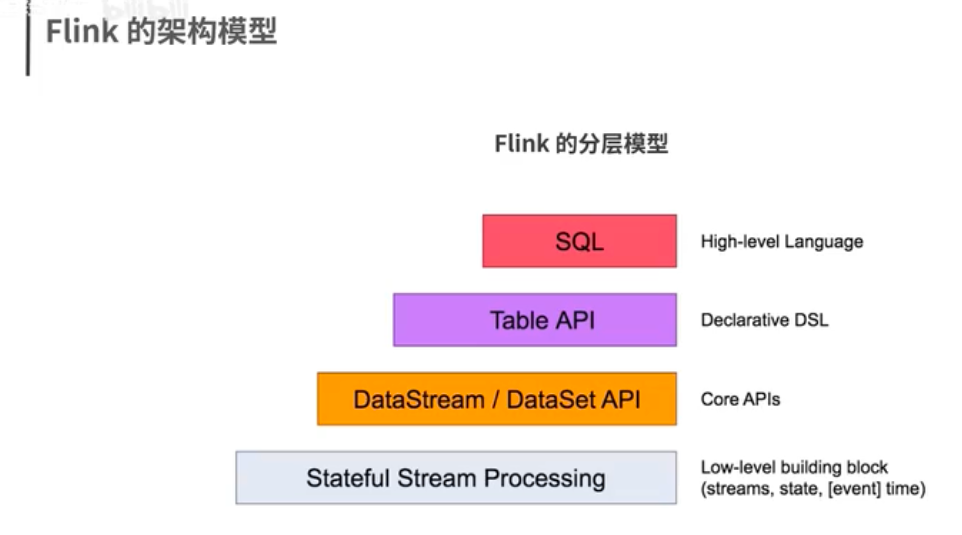 Flink 的架构模型
Flink 的分层模型
SQL
High-level Language
Table API
Declarative DSL
DataStream / DataSet API
Core APIs
Stateful Stream Processing
Low-level building block
(streams, state, [event] time)